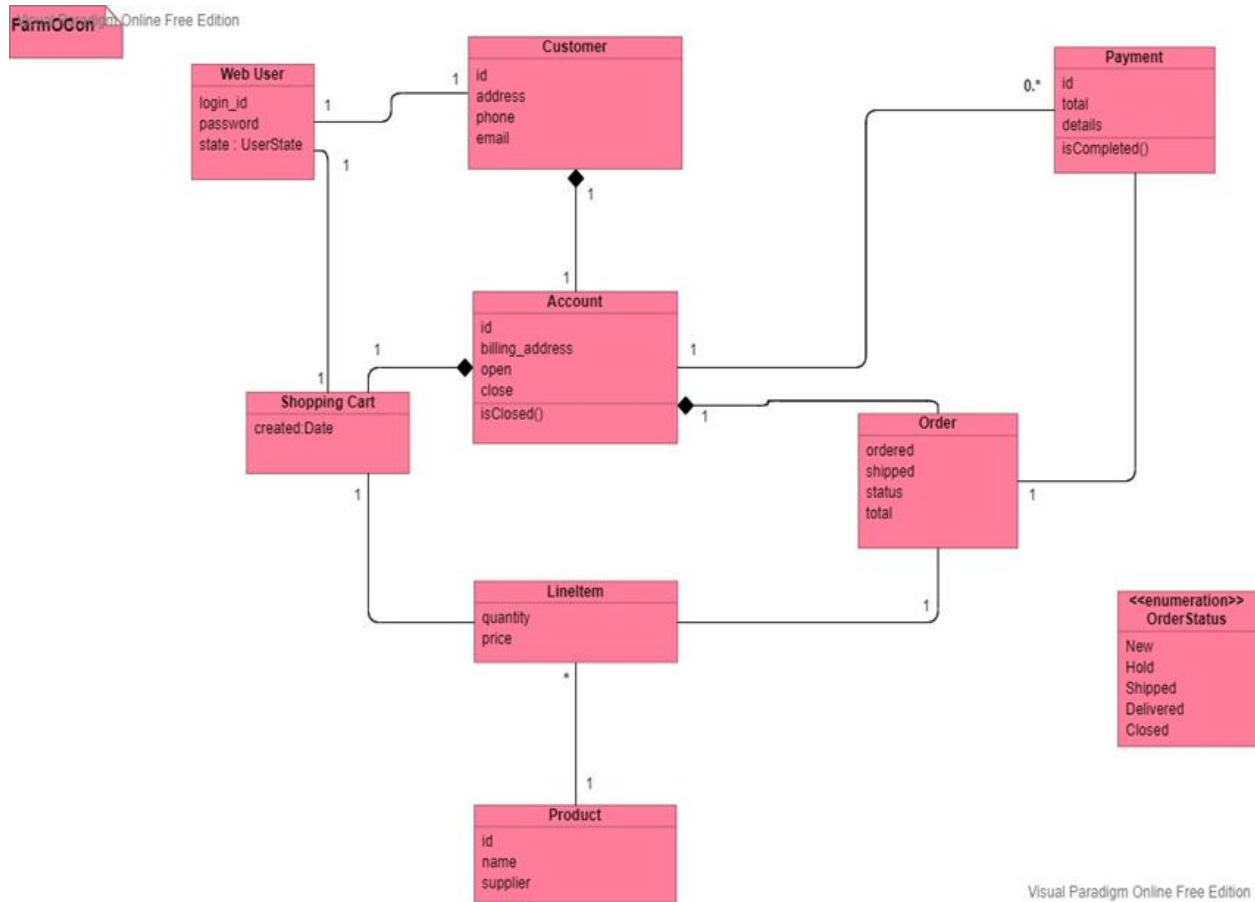 Visual Paradigm Online Free Edition
FarmOCon
Customer
id
address
phone
email
1
Web User
login_id
password
state : UserState
1
1
Payment
id
total
details
isCompleted()
0.*
1
1
Account
id
billing_address
open
close
isClosed()
1
1
1
1
Shopping Cart
created:Date
1
Order
ordered
shipped
status
total
1
1
LineItem
quantity
price
*
1
Product
id
name
supplier
<<enumeration>>
OrderStatus
New
Hold
Shipped
Delivered
Closed
Visual Paradigm Online Free Edition